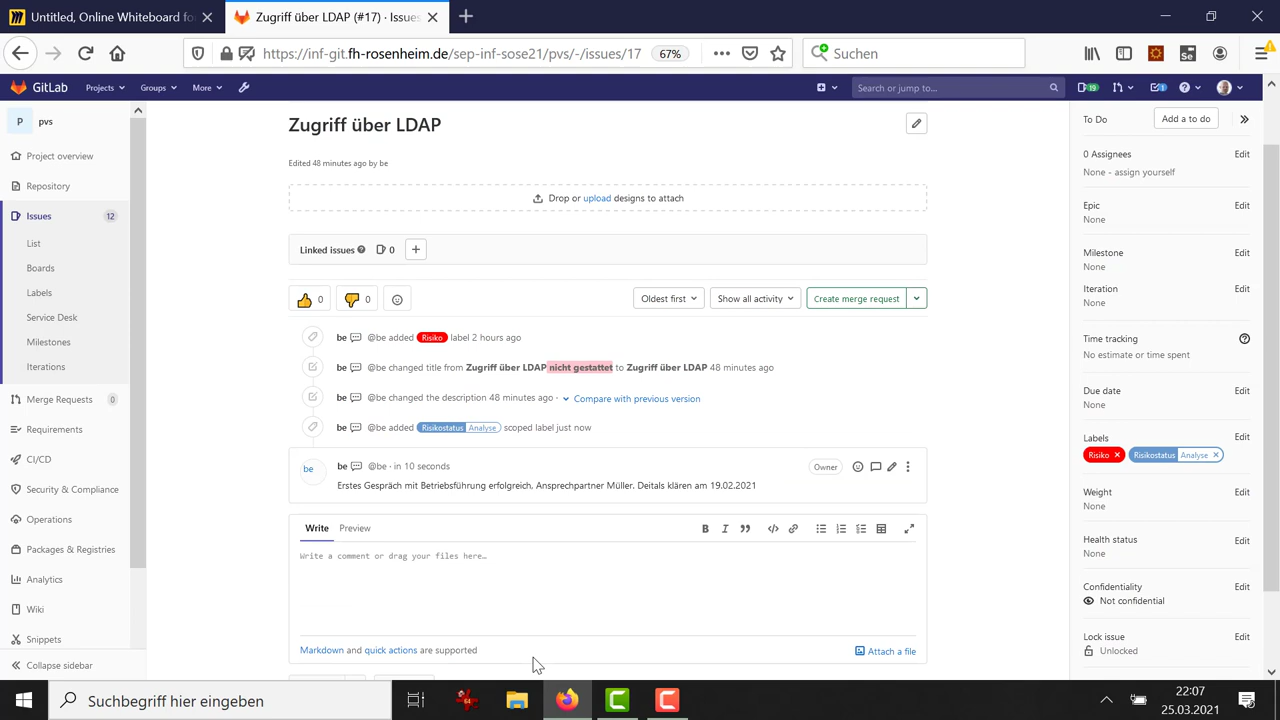 Untitled, Online Whiteboard for
Zugriff über LDAP (#17) · Issues
https://inf-git.fh-rosenheim.de/sep-inf-sose21/pvs/-/issues/17
67%
Suchen
GitLab
Projects
Groups
More
Search or jump to...
19
1
P
pvs
Project overview
Repository
Issues
12
List
Boards
Labels
Service Desk
Milestones
Iterations
Merge Requests
0
Requirements
CI/CD
Security & Compliance
Operations
Packages & Registries
Analytics
Wiki
Snippets
Collapse sidebar
Zugriff über LDAP
Edited 48 minutes ago by be
Drop or upload designs to attach
Linked issues
0
0
0
Oldest first
Show all activity
Create merge request
be @be added Risiko label 2 hours ago
be @be changed title from Zugriff über LDAP nicht gestattet to Zugriff über LDAP 48 minutes ago
be @be changed the description 48 minutes ago · Compare with previous version
be @be added Risikostatus Analyse scoped label just now
be
be @be · in 10 seconds
Owner
Erstes Gespräch mit Betriebsführung erfolgreich, Ansprechpartner Müller. Deitals klären am 19.02.2021
Write
Preview
B I
Write a comment or drag your files here…
Markdown and quick actions are supported
Attach a file
To Do
Add a to do
0 Assignees
Edit
None - assign yourself
Epic
Edit
None
Milestone
Edit
None
Iteration
Edit
None
Time tracking
No estimate or time spent
Due date
Edit
None
Labels
Edit
Risiko
Risikostatus Analyse
Weight
Edit
None
Health status
Edit
None
Confidentiality
Edit
Not confidential
Lock issue
Edit
Unlocked
Suchbegriff hier eingeben
22:07
25.03.2021